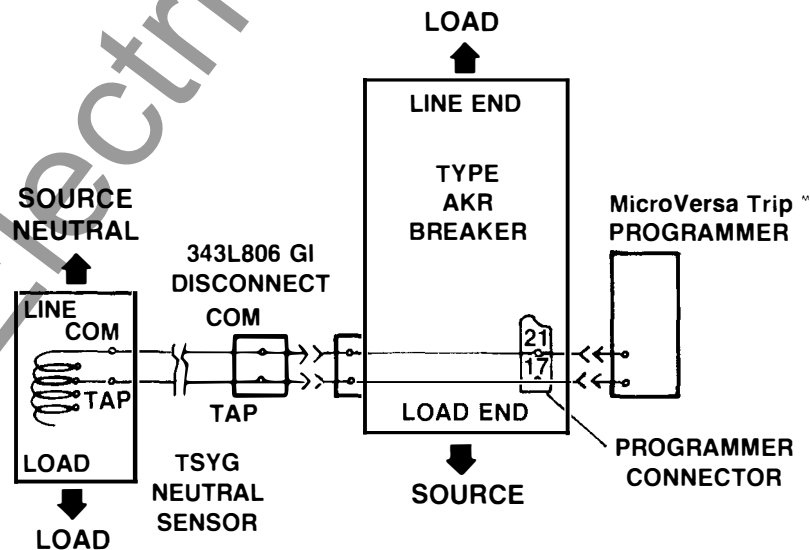 LOAD
LINE END
TYPE
AKR
BREAKER
SOURCE
NEUTRAL
343L806 GI
DISCONNECT
MicroVersa Trip
PROGRAMMER
LINE
COM
COM
21
17
TAP
TAP
LOAD END
LOAD
TSYG
NEUTRAL
SENSOR
SOURCE
PROGRAMMER
CONNECTOR
LOAD
Electri